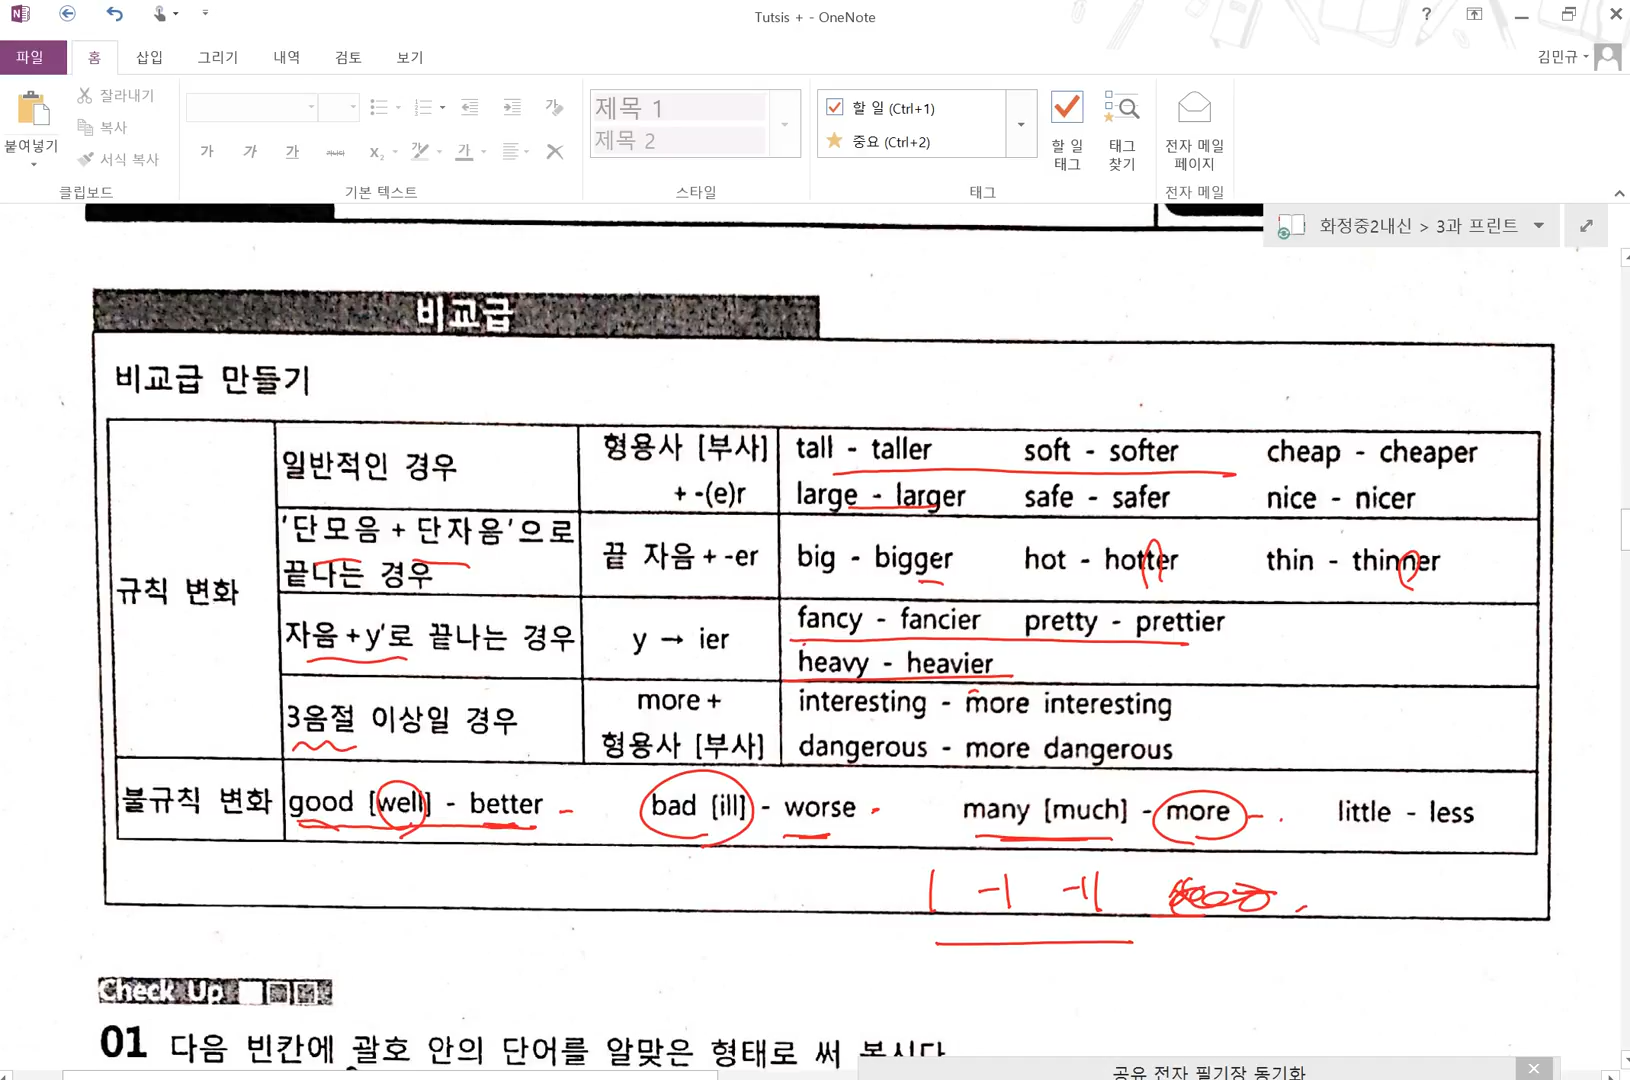 Tutsis + - OneNote
?
파일 홈 삽입 그리기 내역 검토 보기
김민규
붙여넣기
잘라내기
복사
서식 복사
클립보드
가 가 가 가나다 x₂ 가
기본 텍스트
제목 1
제목 2
스타일
할 일 (Ctrl+1)
중요 (Ctrl+2)
할 일
태그
태그
찾기
태그
전자 메일
페이지
전자 메일
화정중2내신 > 3과 프린트
비교급
비교급 만들기
규칙 변화
일반적인 경우
형용사 [부사]
+ -(e)r
tall - taller soft - softer cheap - cheaper
large - larger safe - safer nice - nicer
'단모음 + 단자음'으로
끝나는 경우
끝 자음 + -er
big - bigger hot - hotter thin - thinner
자음 + y'로 끝나는 경우
y → ier
fancy - fancier pretty - prettier
heavy - heavier
3음절 이상일 경우
more +
형용사 [부사]
interesting - more interesting
dangerous - more dangerous
불규칙 변화
good [well] - better bad [ill] - worse many [much] - more little - less
Check Up
01 다음 빈칸에 괄호 안의 단어를 알맞은 형태로 써 봅시다
공유 전자 필기장 동기화